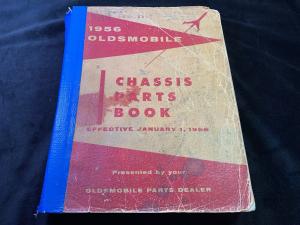 1956
OLDSMOBILE
CHASSIS
PARTS
BOOK
EFFECTIVE JANUARY 1, 1956
Presented by your
OLDSMOBILE PARTS DEALER